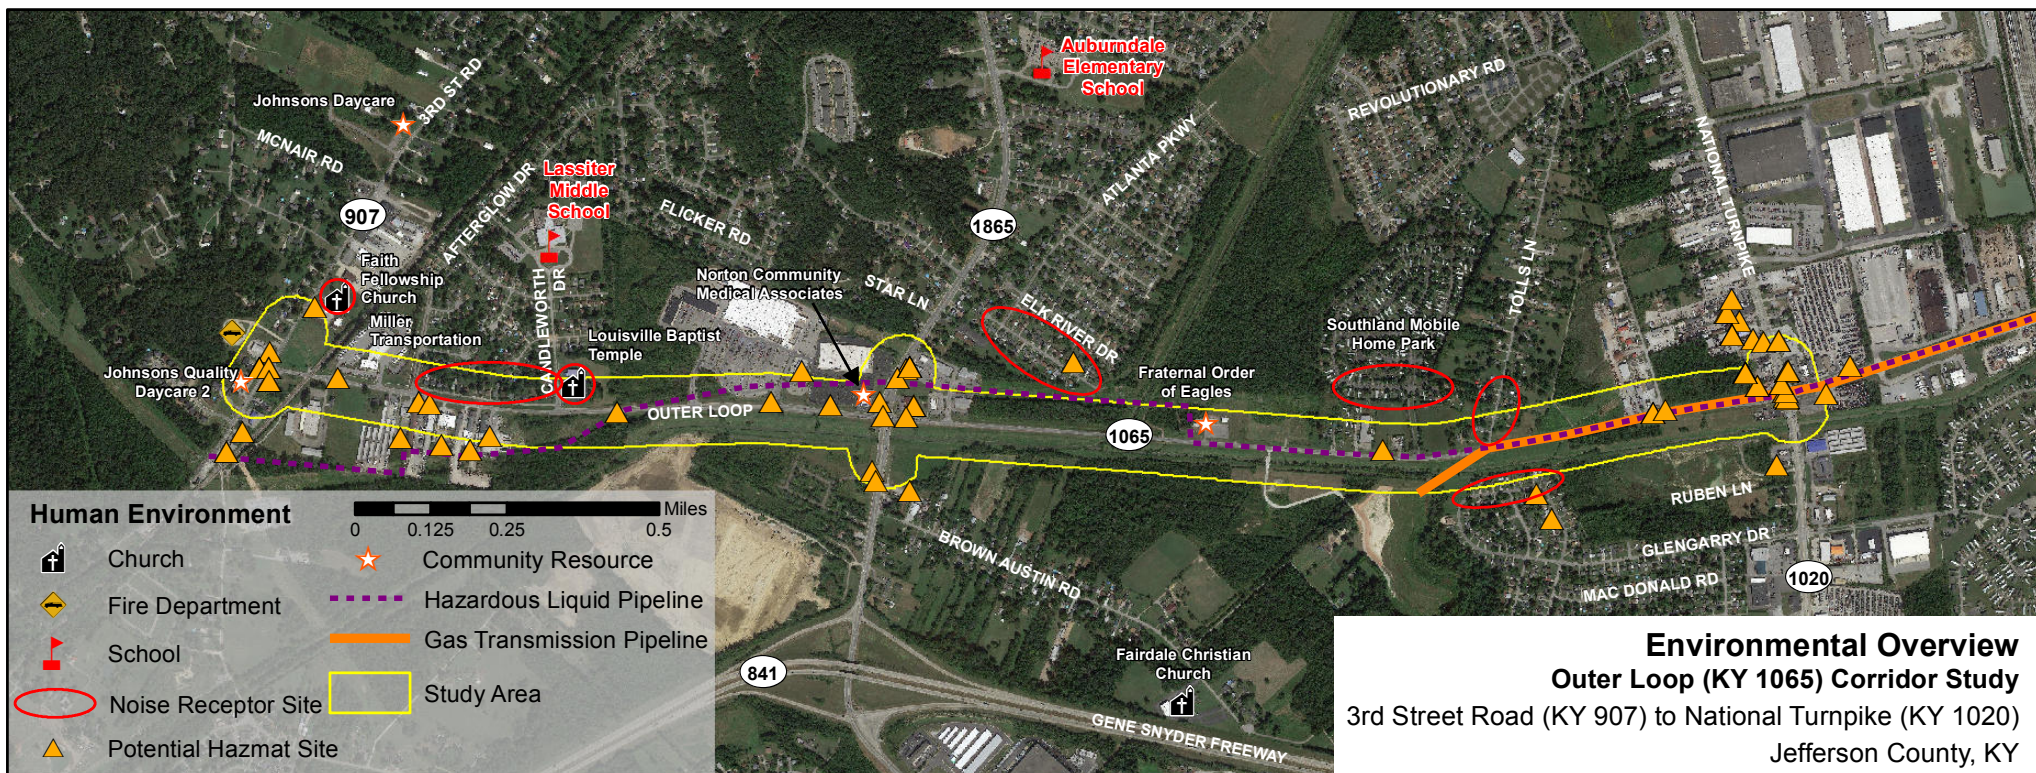 Auburndale
Elementary
School
Johnsons Daycare
3RD ST RD
MCNAIR RD
REVOLUTIONARY RD
NATIONAL TURNPIKE
ATLANTA PKWY
Lassiter
Middle
School
AFTERGLOW DR
907
FLICKER RD
1865
Faith
Fellowship
Church
CANDLEWORTH
DR
Norton Community
Medical Associates
STAR LN
ELK RIVER DR
TOLLS LN
Miller
Transportation
Louisville Baptist
Temple
Southland Mobile
Home Park
Johnsons Quality
Daycare 2
Fraternal Order
of Eagles
OUTER LOOP
1065
RUBEN LN
GLENGARRY DR
MAC DONALD RD
1020
BROWN AUSTIN RD
841
Fairdale Christian
Church
GENE SNYDER FREEWAY
Human Environment
Miles
0 0.125 0.25 0.5
Church
Fire Department
School
Noise Receptor Site
Potential Hazmat Site
Community Resource
Hazardous Liquid Pipeline
Gas Transmission Pipeline
Study Area
Environmental Overview
Outer Loop (KY 1065) Corridor Study
3rd Street Road (KY 907) to National Turnpike (KY 1020)
Jefferson County, KY